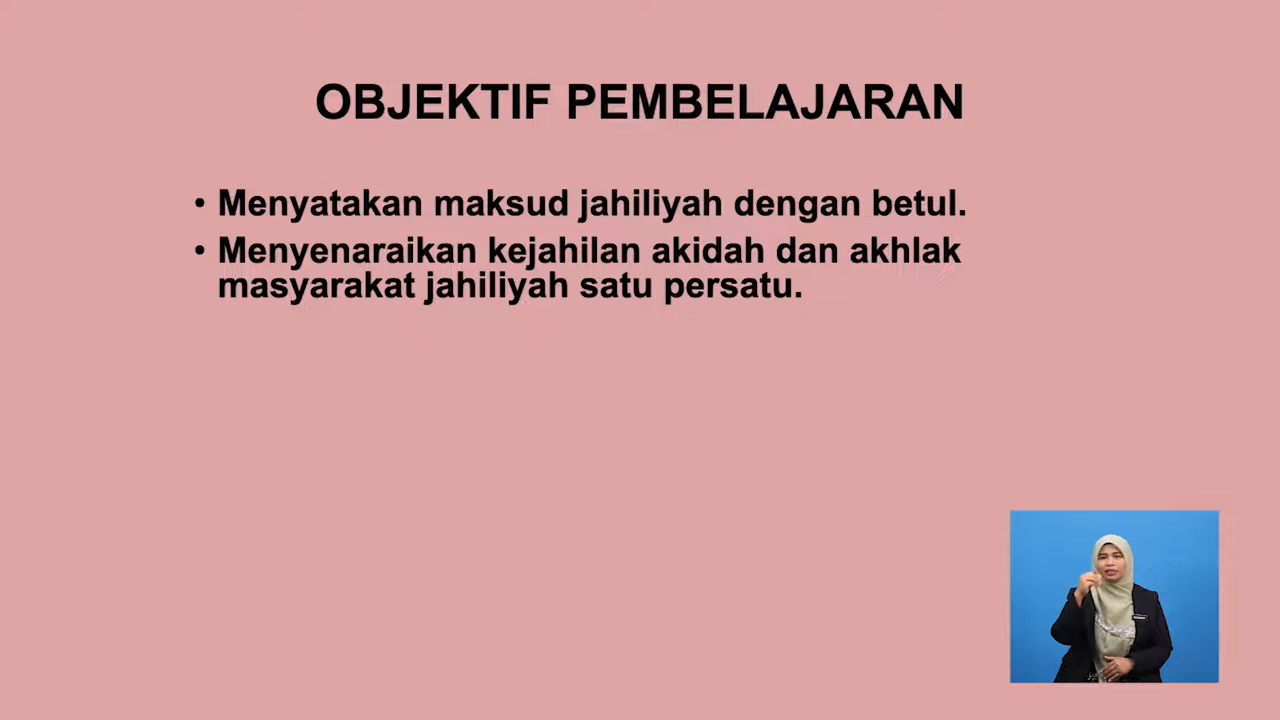 OBJEKTIF PEMBELAJARAN
• Menyatakan maksud jahiliyah dengan betul.
• Menyenaraikan kejahilan akidah dan akhlak
masyarakat jahiliyah satu persatu.